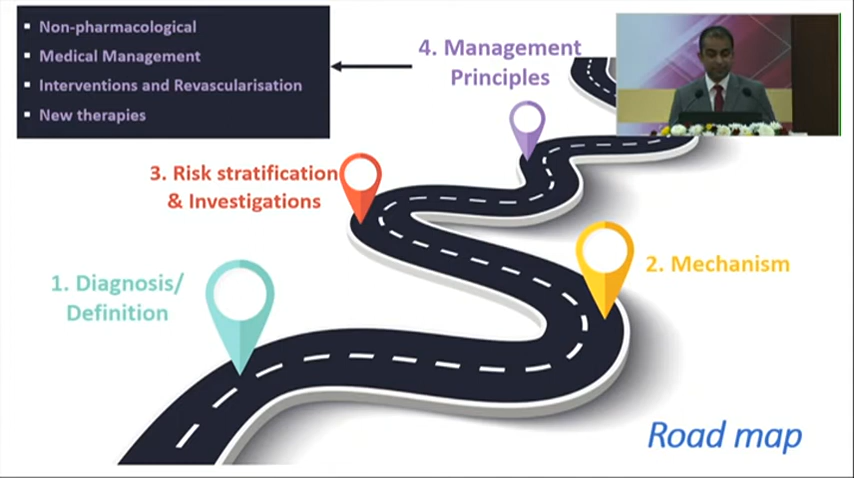 Non-pharmacological
Medical Management
Interventions and Revascularisation
New therapies
4. Management
Principles
3. Risk stratification
& Investigations
2. Mechanism
1. Diagnosis/
Definition
Road map